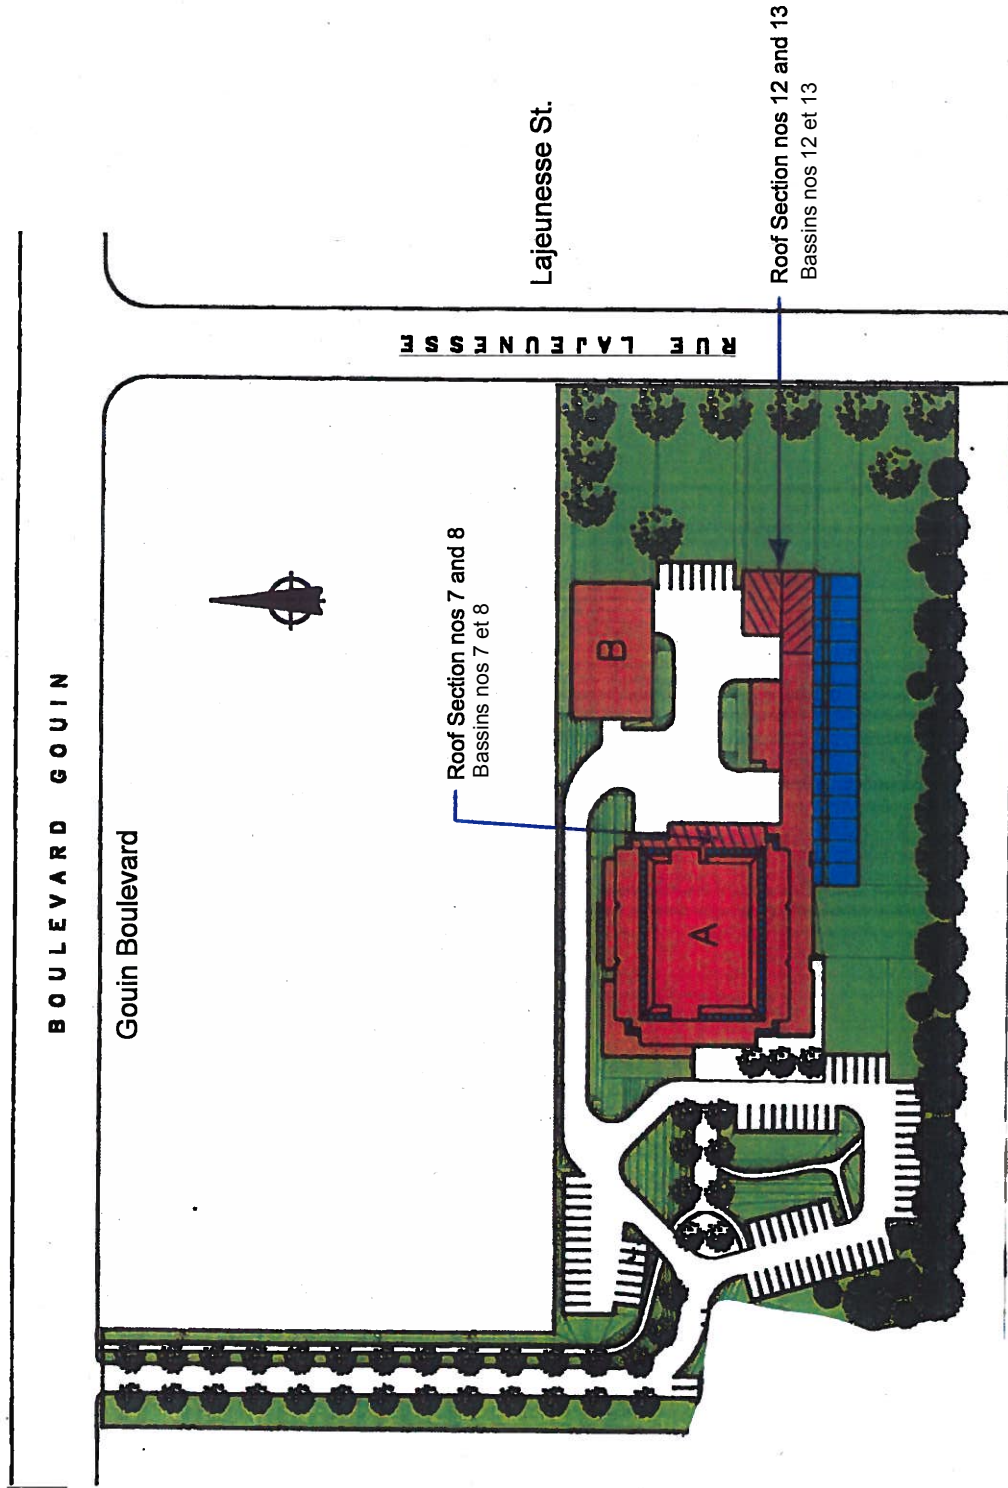 BOULEVARD GOUIN
Gouin Boulevard
Roof Section nos 7 and 8
Bassins nos 7 et 8
RUE LAJEUNESSE
Lajeunesse St.
B
A
Roof Section nos 12 and 13
Bassins nos 12 et 13